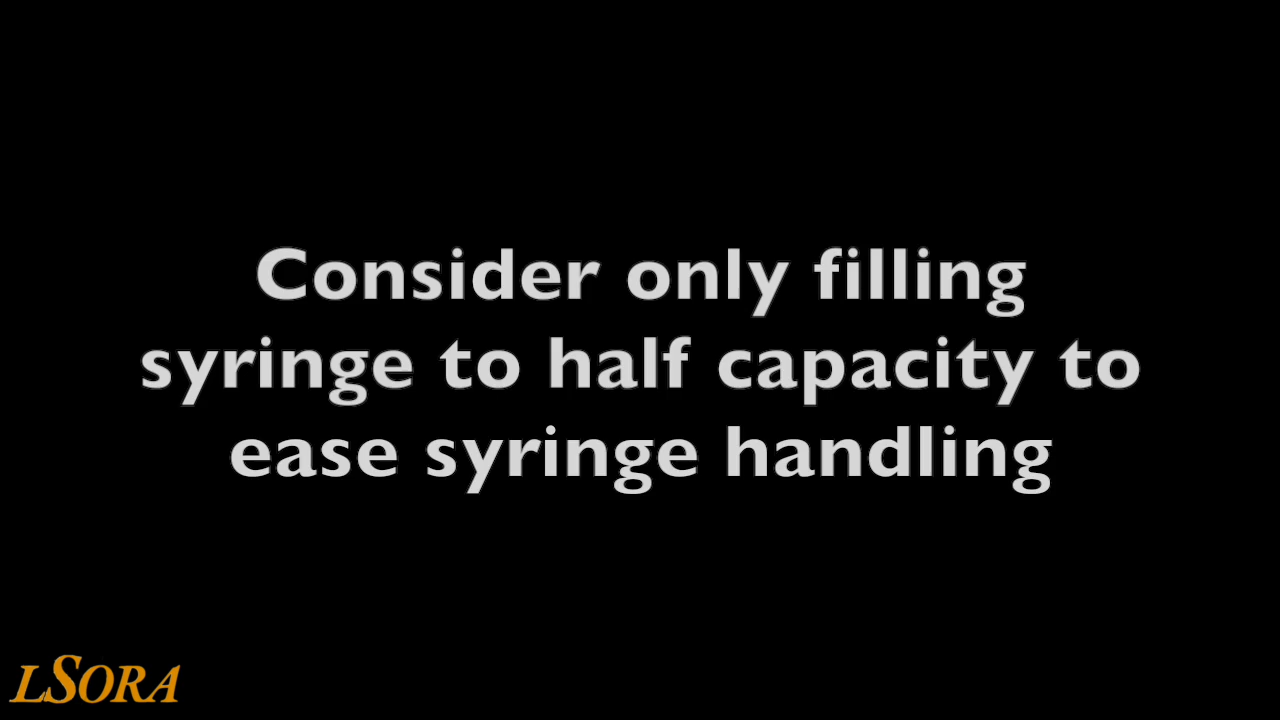 Consider only filling
syringe to half capacity to
ease syringe handling
LSORA